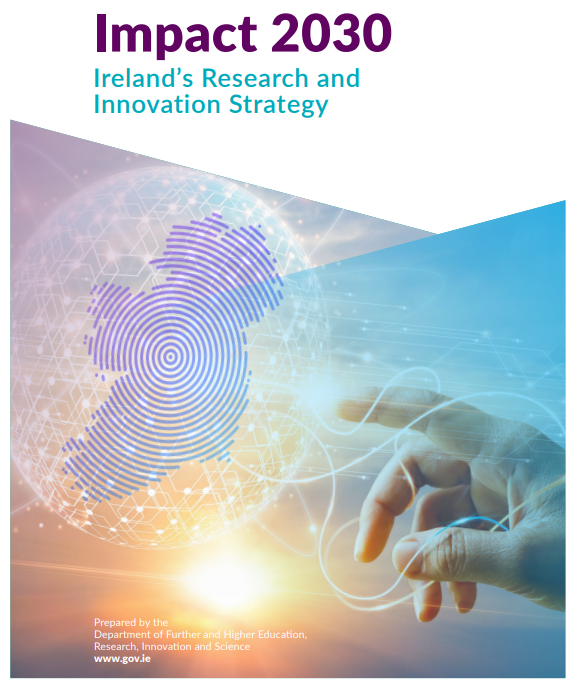 Impact 2030
Ireland’s Research and
Innovation Strategy
Prepared by the
Department of Further and Higher Education,
Research, Innovation and Science
www.gov.ie